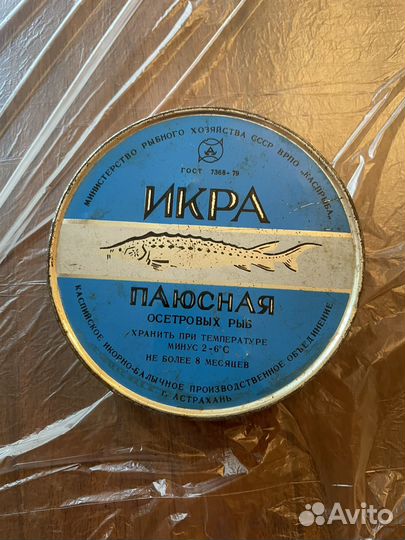 МИНИСТЕРСТВО РЫБНОГО ХОЗЯЙСТВА СССР ВРПО "КАСПРЫБА"
ГОСТ 7368-79
ИКРА
ПАЮСНАЯ
ОСЕТРОВЫХ РЫБ
ХРАНИТЬ ПРИ ТЕМПЕРАТУРЕ
МИНУС 2-6°С
НЕ БОЛЕЕ 8 МЕСЯЦЕВ
КАСПИЙСКОЕ ИКОРНО-БАЛЫЧНОЕ ПРОИЗВОДСТВЕННОЕ ОБЪЕДИНЕНИЕ
г. АСТРАХАНЬ
Avito